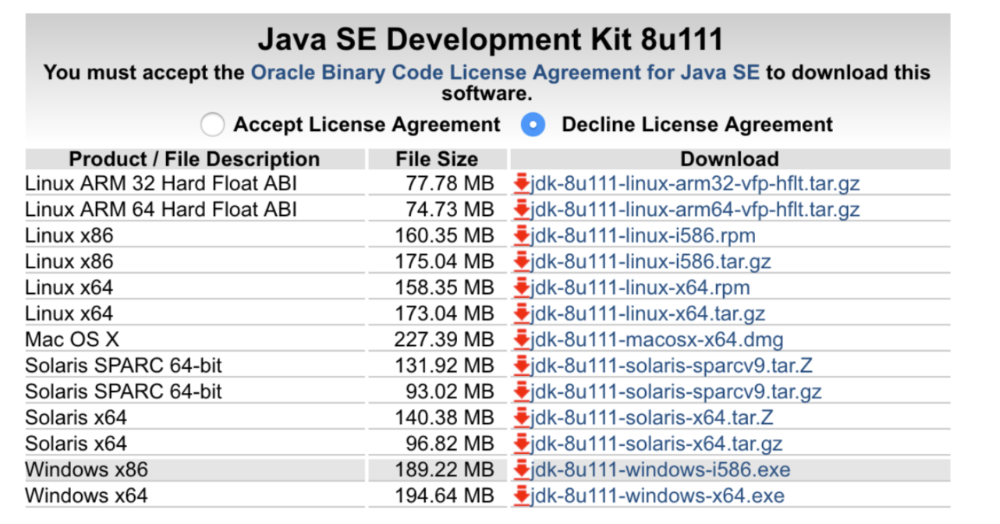 Java SE Development Kit 8u111
You must accept the Oracle Binary Code License Agreement for Java SE to download this
software.
Accept License Agreement Decline License Agreement
Product / File Description File Size Download
Linux ARM 32 Hard Float ABI 77.78 MB jdk-8u111-linux-arm32-vfp-hflt.tar.gz
Linux ARM 64 Hard Float ABI 74.73 MB jdk-8u111-linux-arm64-vfp-hflt.tar.gz
Linux x86 160.35 MB jdk-8u111-linux-i586.rpm
Linux x86 175.04 MB jdk-8u111-linux-i586.tar.gz
Linux x64 158.35 MB jdk-8u111-linux-x64.rpm
Linux x64 173.04 MB jdk-8u111-linux-x64.tar.gz
Mac OS X 227.39 MB jdk-8u111-macosx-x64.dmg
Solaris SPARC 64-bit 131.92 MB jdk-8u111-solaris-sparcv9.tar.Z
Solaris SPARC 64-bit 93.02 MB jdk-8u111-solaris-sparcv9.tar.gz
Solaris x64 140.38 MB jdk-8u111-solaris-x64.tar.Z
Solaris x64 96.82 MB jdk-8u111-solaris-x64.tar.gz
Windows x86 189.22 MB jdk-8u111-windows-i586.exe
Windows x64 194.64 MB jdk-8u111-windows-x64.exe